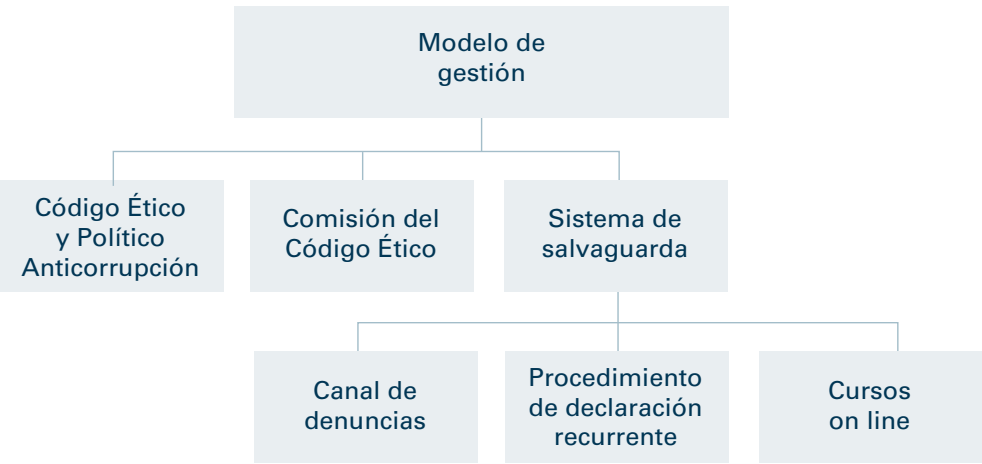 Modelo de
gestión
Código Ético
y Político
Anticorrupción
Comisión del
Código Ético
Sistema de
salvaguarda
Canal de
denuncias
Procedimiento
de declaración
recurrente
Cursos
on line